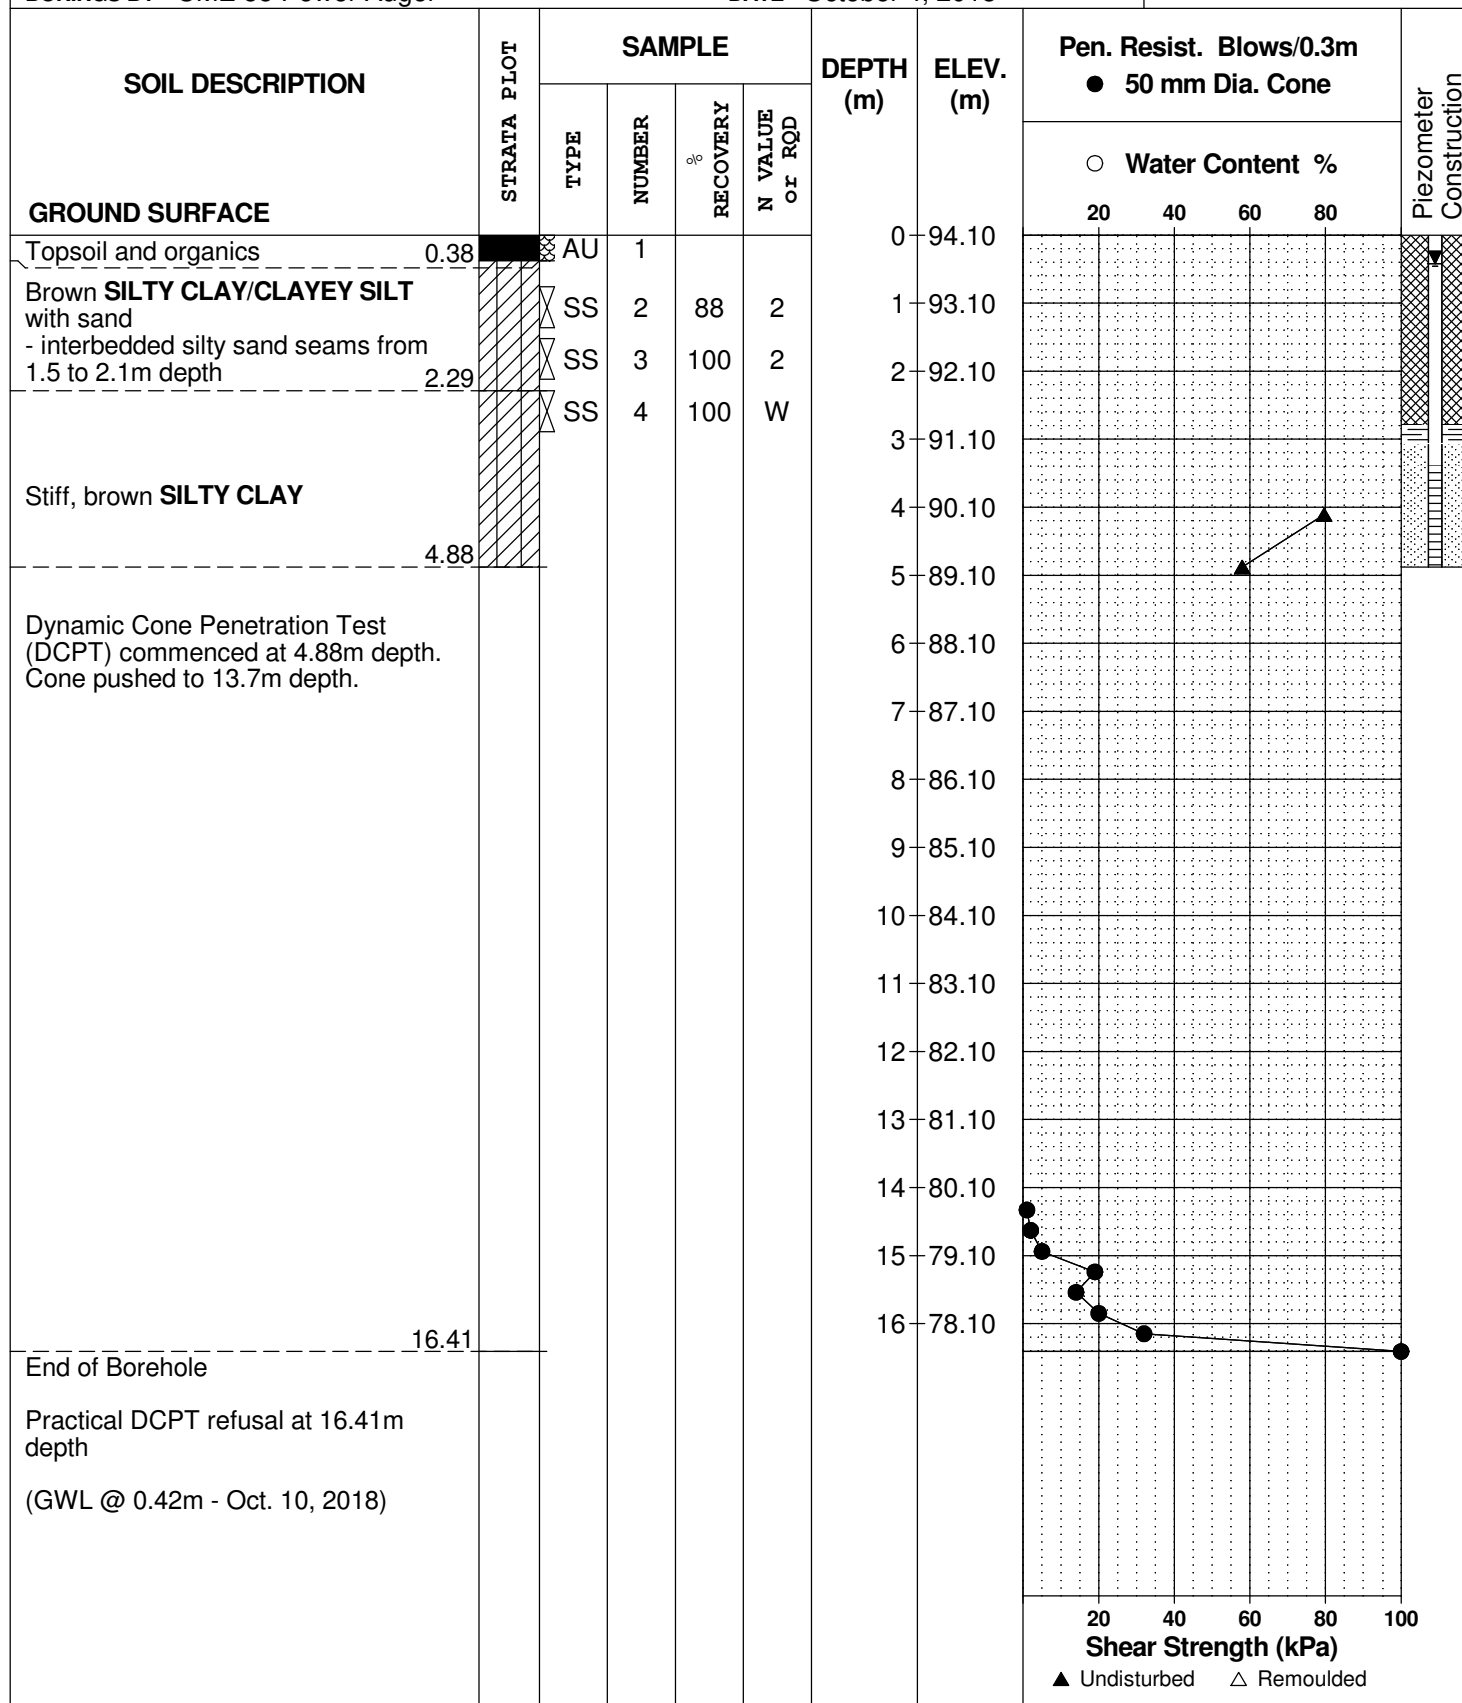 SOIL DESCRIPTION
GROUND SURFACE
STRATA PLOT
SAMPLE
TYPE
NUMBER
% RECOVERY
N VALUE
or RQD
DEPTH
(m)
ELEV.
(m)
Pen. Resist. Blows/0.3m
● 50 mm Dia. Cone
○ Water Content %
20 40 60 80
Piezometer
Construction
0 94.10
Topsoil and organics 0.38
AU 1
Brown SILTY CLAY/CLAYEY SILT
with sand
- interbedded silty sand seams from
1.5 to 2.1m depth 2.29
SS 2 88 2
1 93.10
SS 3 100 2
2 92.10
SS 4 100 W
3 91.10
Stiff, brown SILTY CLAY
4 90.10
4.88
5 89.10
Dynamic Cone Penetration Test
(DCPT) commenced at 4.88m depth.
Cone pushed to 13.7m depth.
6 88.10
7 87.10
8 86.10
9 85.10
10 84.10
11 83.10
12 82.10
13 81.10
14 80.10
15 79.10
16 78.10
16.41
End of Borehole
Practical DCPT refusal at 16.41m
depth
(GWL @ 0.42m - Oct. 10, 2018)
20 40 60 80 100
Shear Strength (kPa)
▲ Undisturbed △ Remoulded